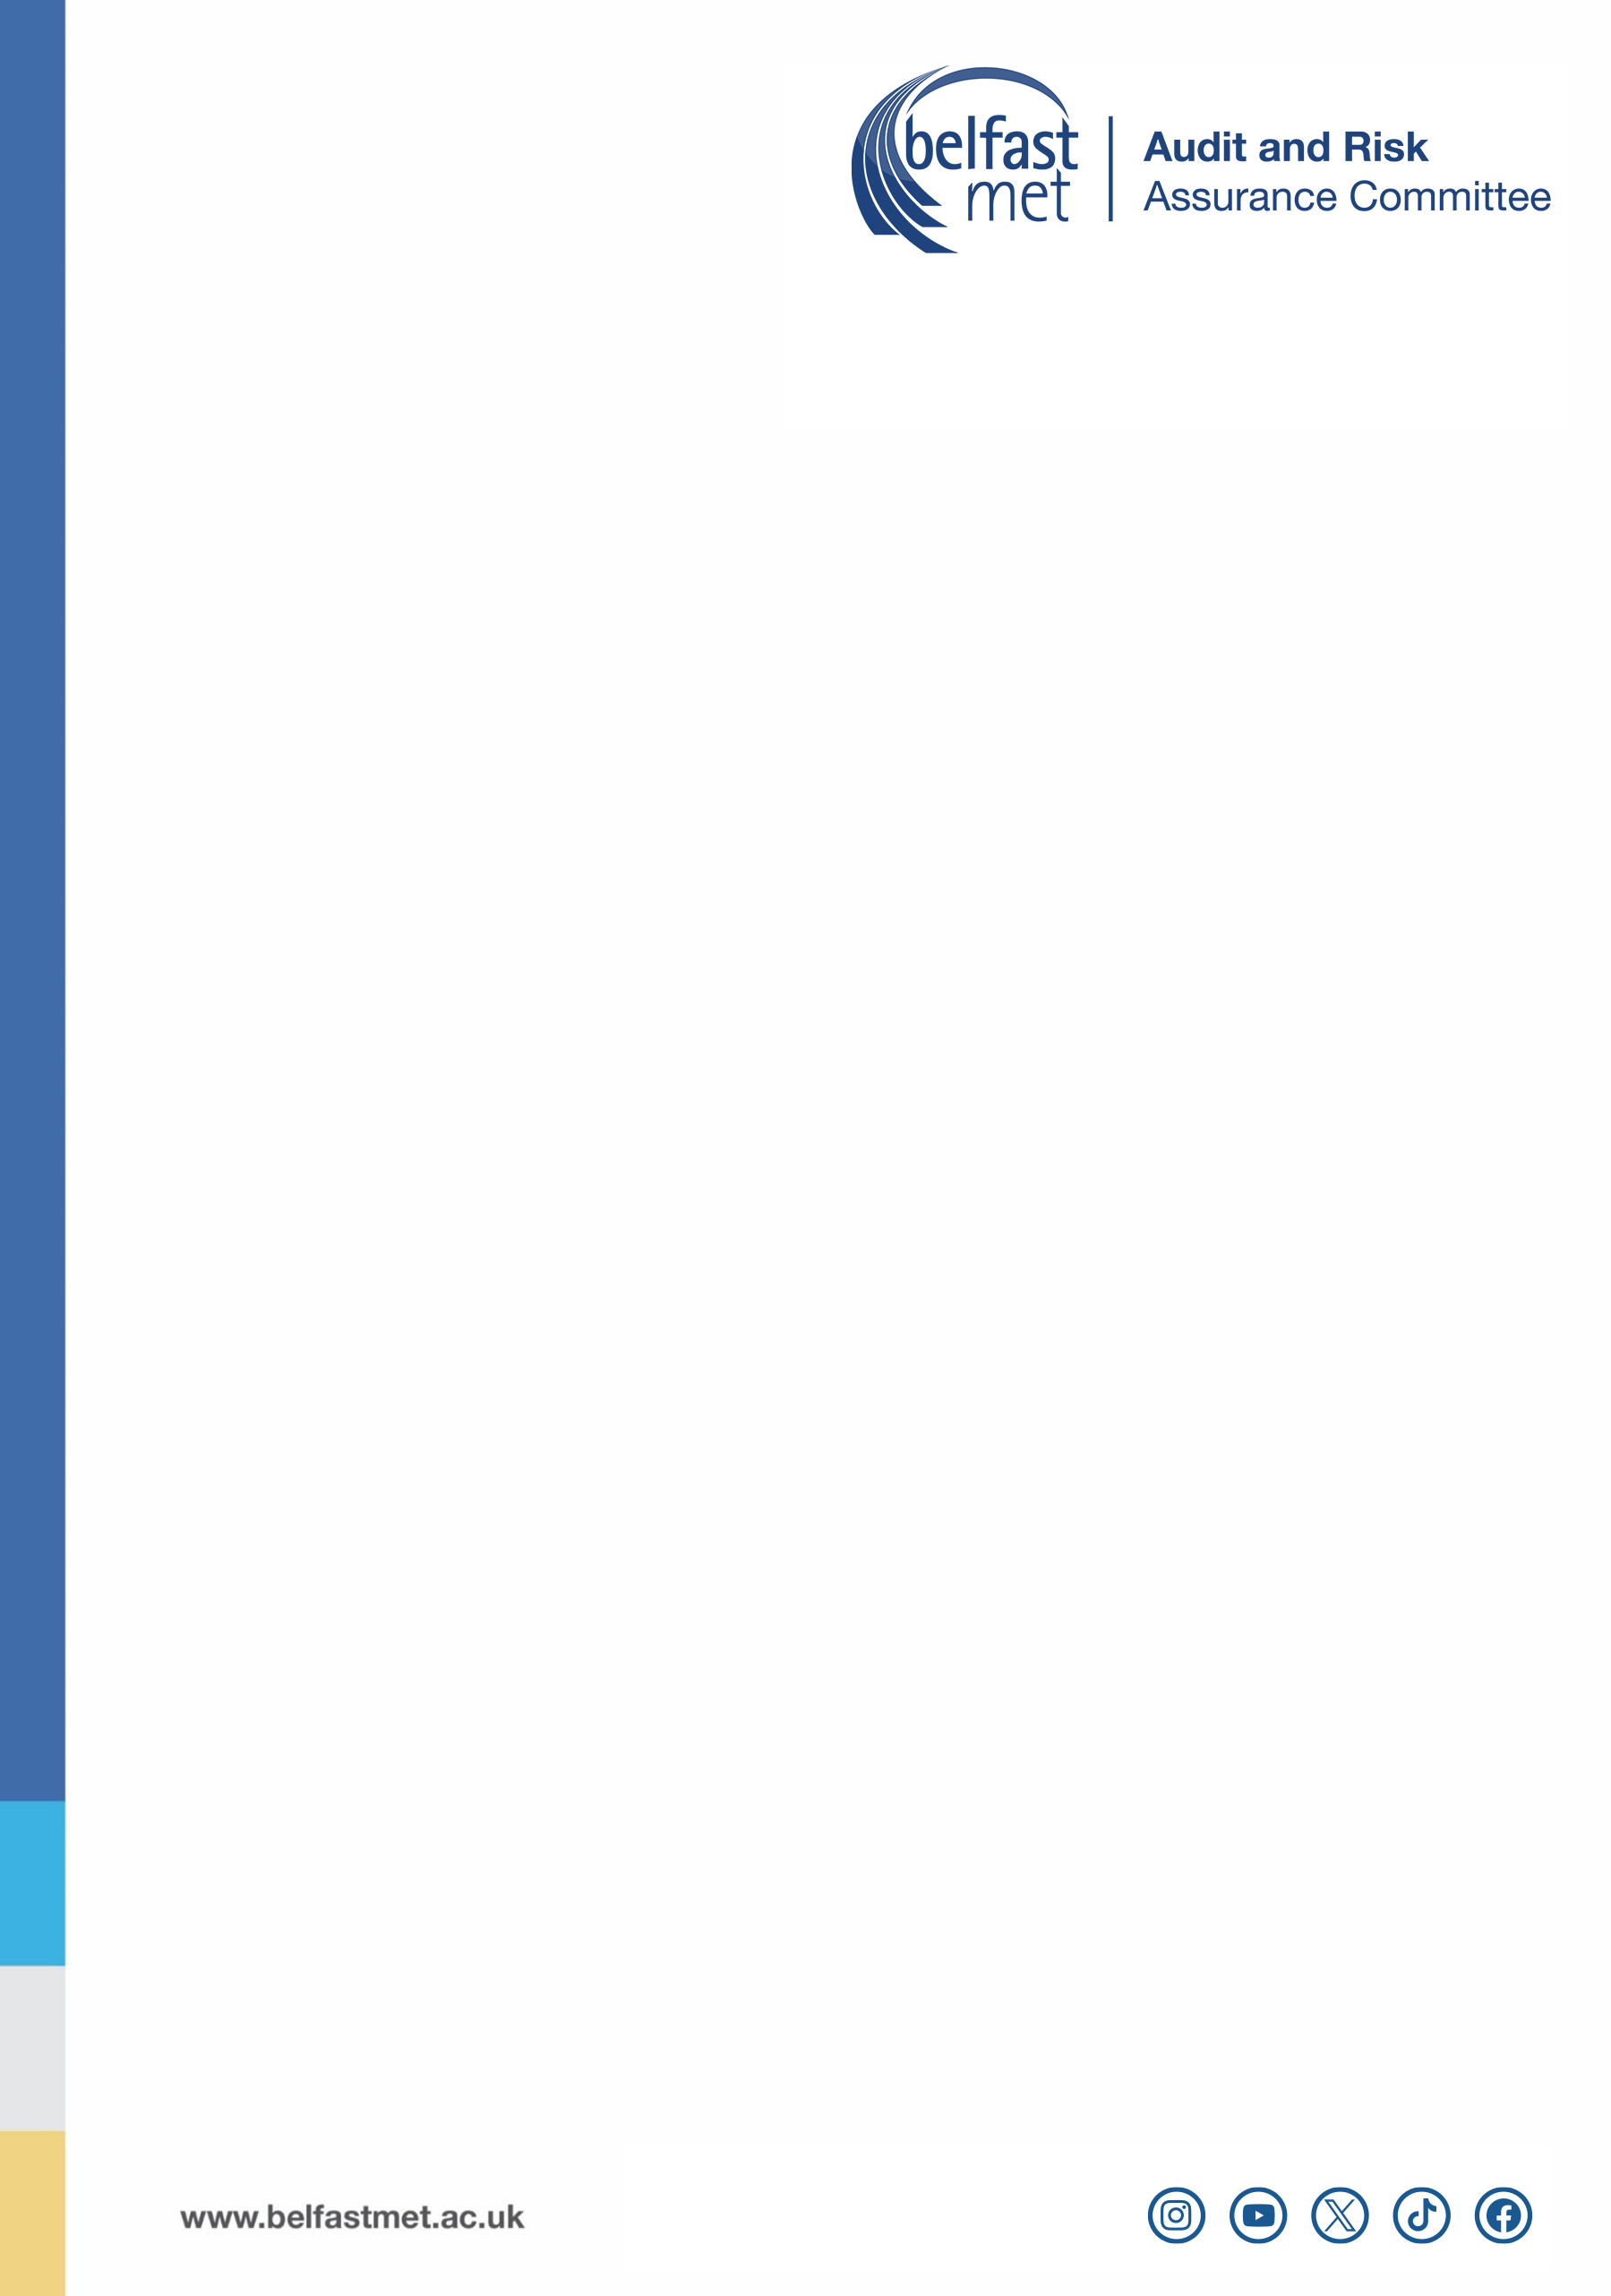 belfast
met
Audit and Risk
Assurance Committee
www.belfastmet.ac.uk